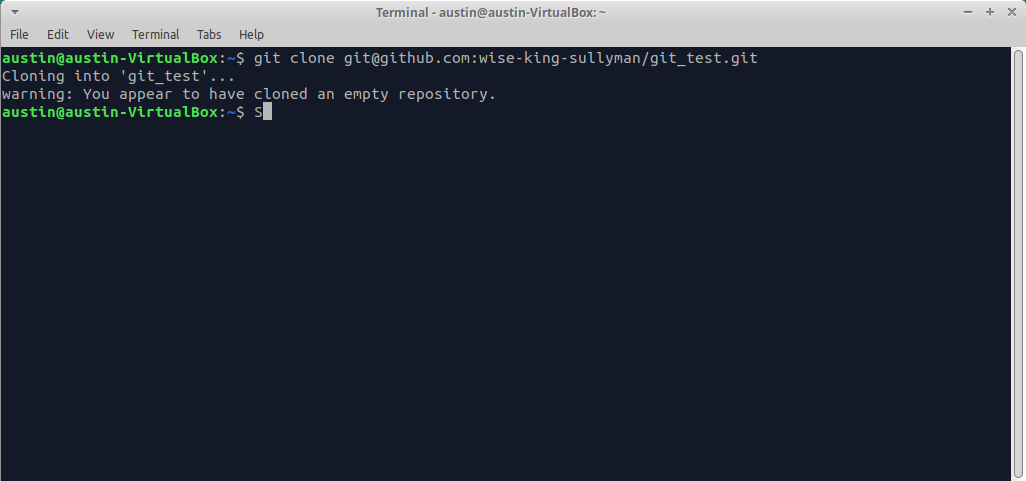 Terminal - austin@austin-VirtualBox: ~
File Edit View Terminal Tabs Help
austin@austin-VirtualBox:~$ git clone git@github.com:wise-king-sullyman/git_test.git
Cloning into 'git_test'...
warning: You appear to have cloned an empty repository.
austin@austin-VirtualBox:~$ S